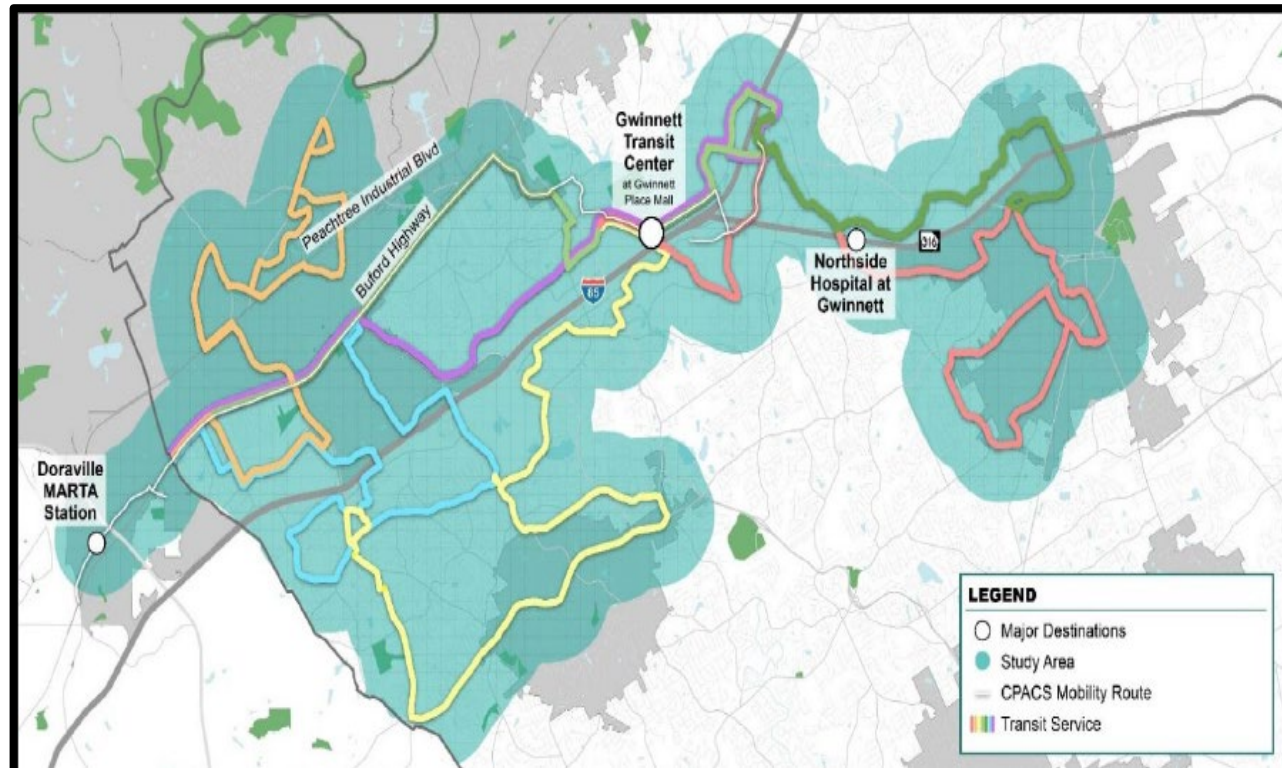 Gwinnett
Transit
Center
at Gwinnett
Place Mall
Peachtree Industrial Blvd
Buford Highway
85
316
Northside
Hospital at
Gwinnett
Doraville
MARTA
Station
LEGEND
Major Destinations
Study Area
CPACS Mobility Route
Transit Service